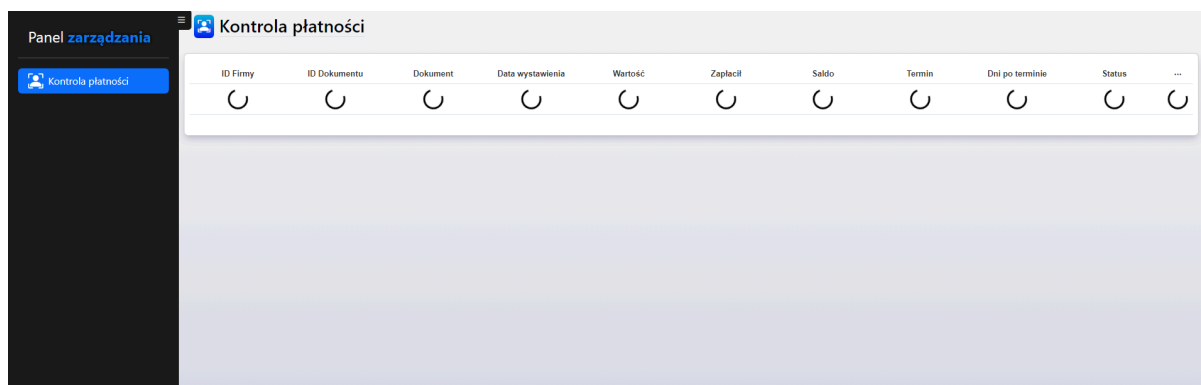 Panel zarządzania
Kontrola płatności
Kontrola płatności
ID Firmy ID Dokumentu Dokument Data wystawienia Wartość Zapłacił Saldo Termin Dni po terminie Status ...